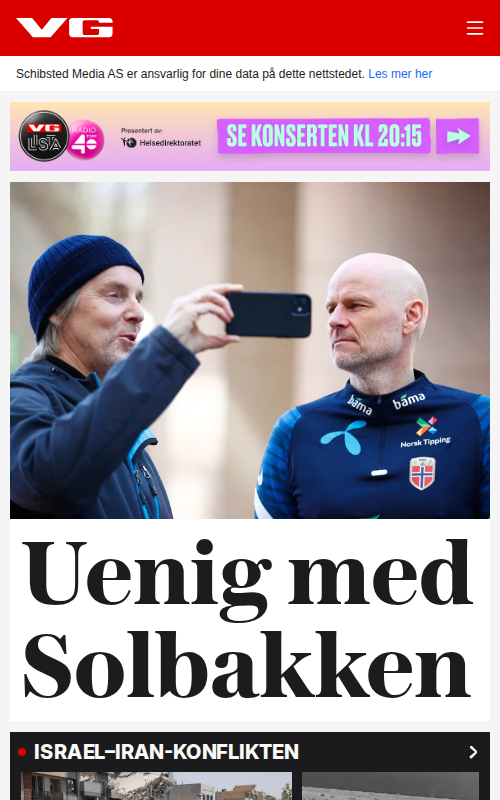 VG
Schibsted Media AS er ansvarlig for dine data på dette nettstedet. Les mer her
VG
LISTA
RADIO
TOPP
40
Presentert av:
Helsedirektoratet
SE KONSERTEN KL 20:15
bama
bama
Norsk Tipping
Uenig med
Solbakken
ISRAEL–IRAN-KONFLIKTEN